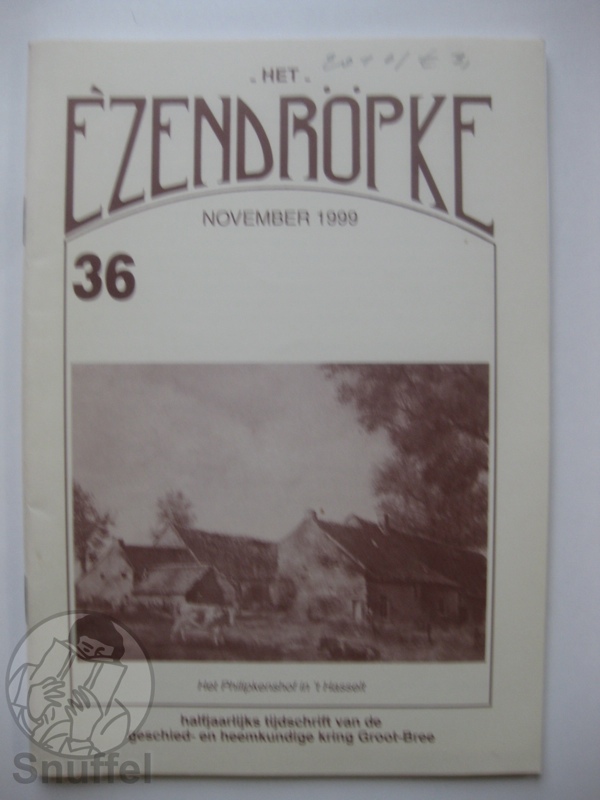 - HET -
ÈZENDRÖPKE
NOVEMBER 1999
36
Het Philipkenshof in 't Hasselt
halfjaarlijks tijdschrift van de
geschied- en heemkundige kring Groot-Bree
Snuffel